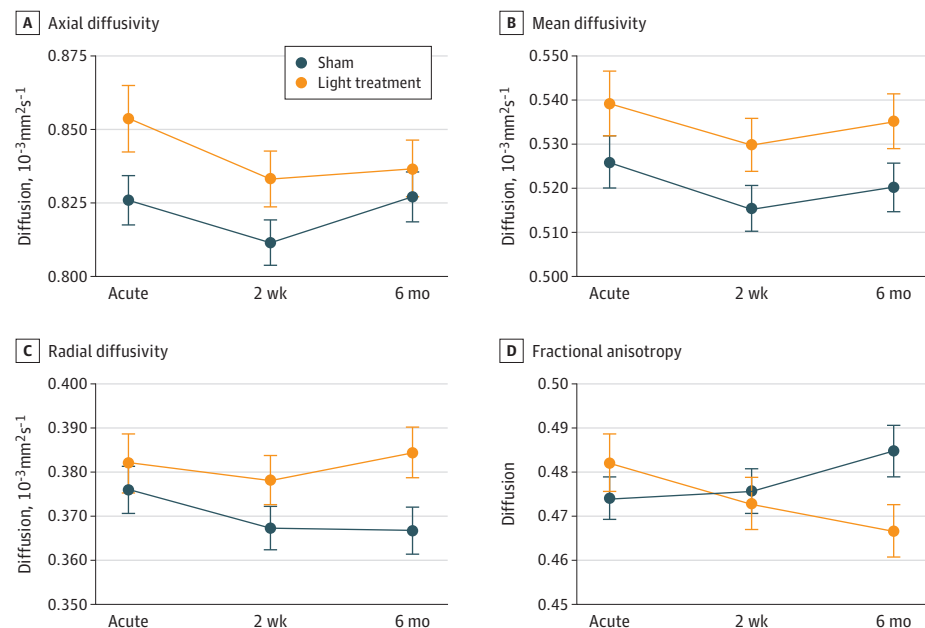 A Axial diffusivity
Diffusion, 10-3mm2s-1
0.875
0.850
0.825
0.800
Sham
Light treatment
Acute 2 wk 6 mo
B Mean diffusivity
Diffusion, 10-3mm2s-1
0.550
0.540
0.530
0.520
0.510
0.500
Acute 2 wk 6 mo
C Radial diffusivity
Diffusion, 10-3mm2s-1
0.400
0.390
0.380
0.370
0.360
0.350
Acute 2 wk 6 mo
D Fractional anisotropy
Diffusion
0.50
0.49
0.48
0.47
0.46
0.45
Acute 2 wk 6 mo